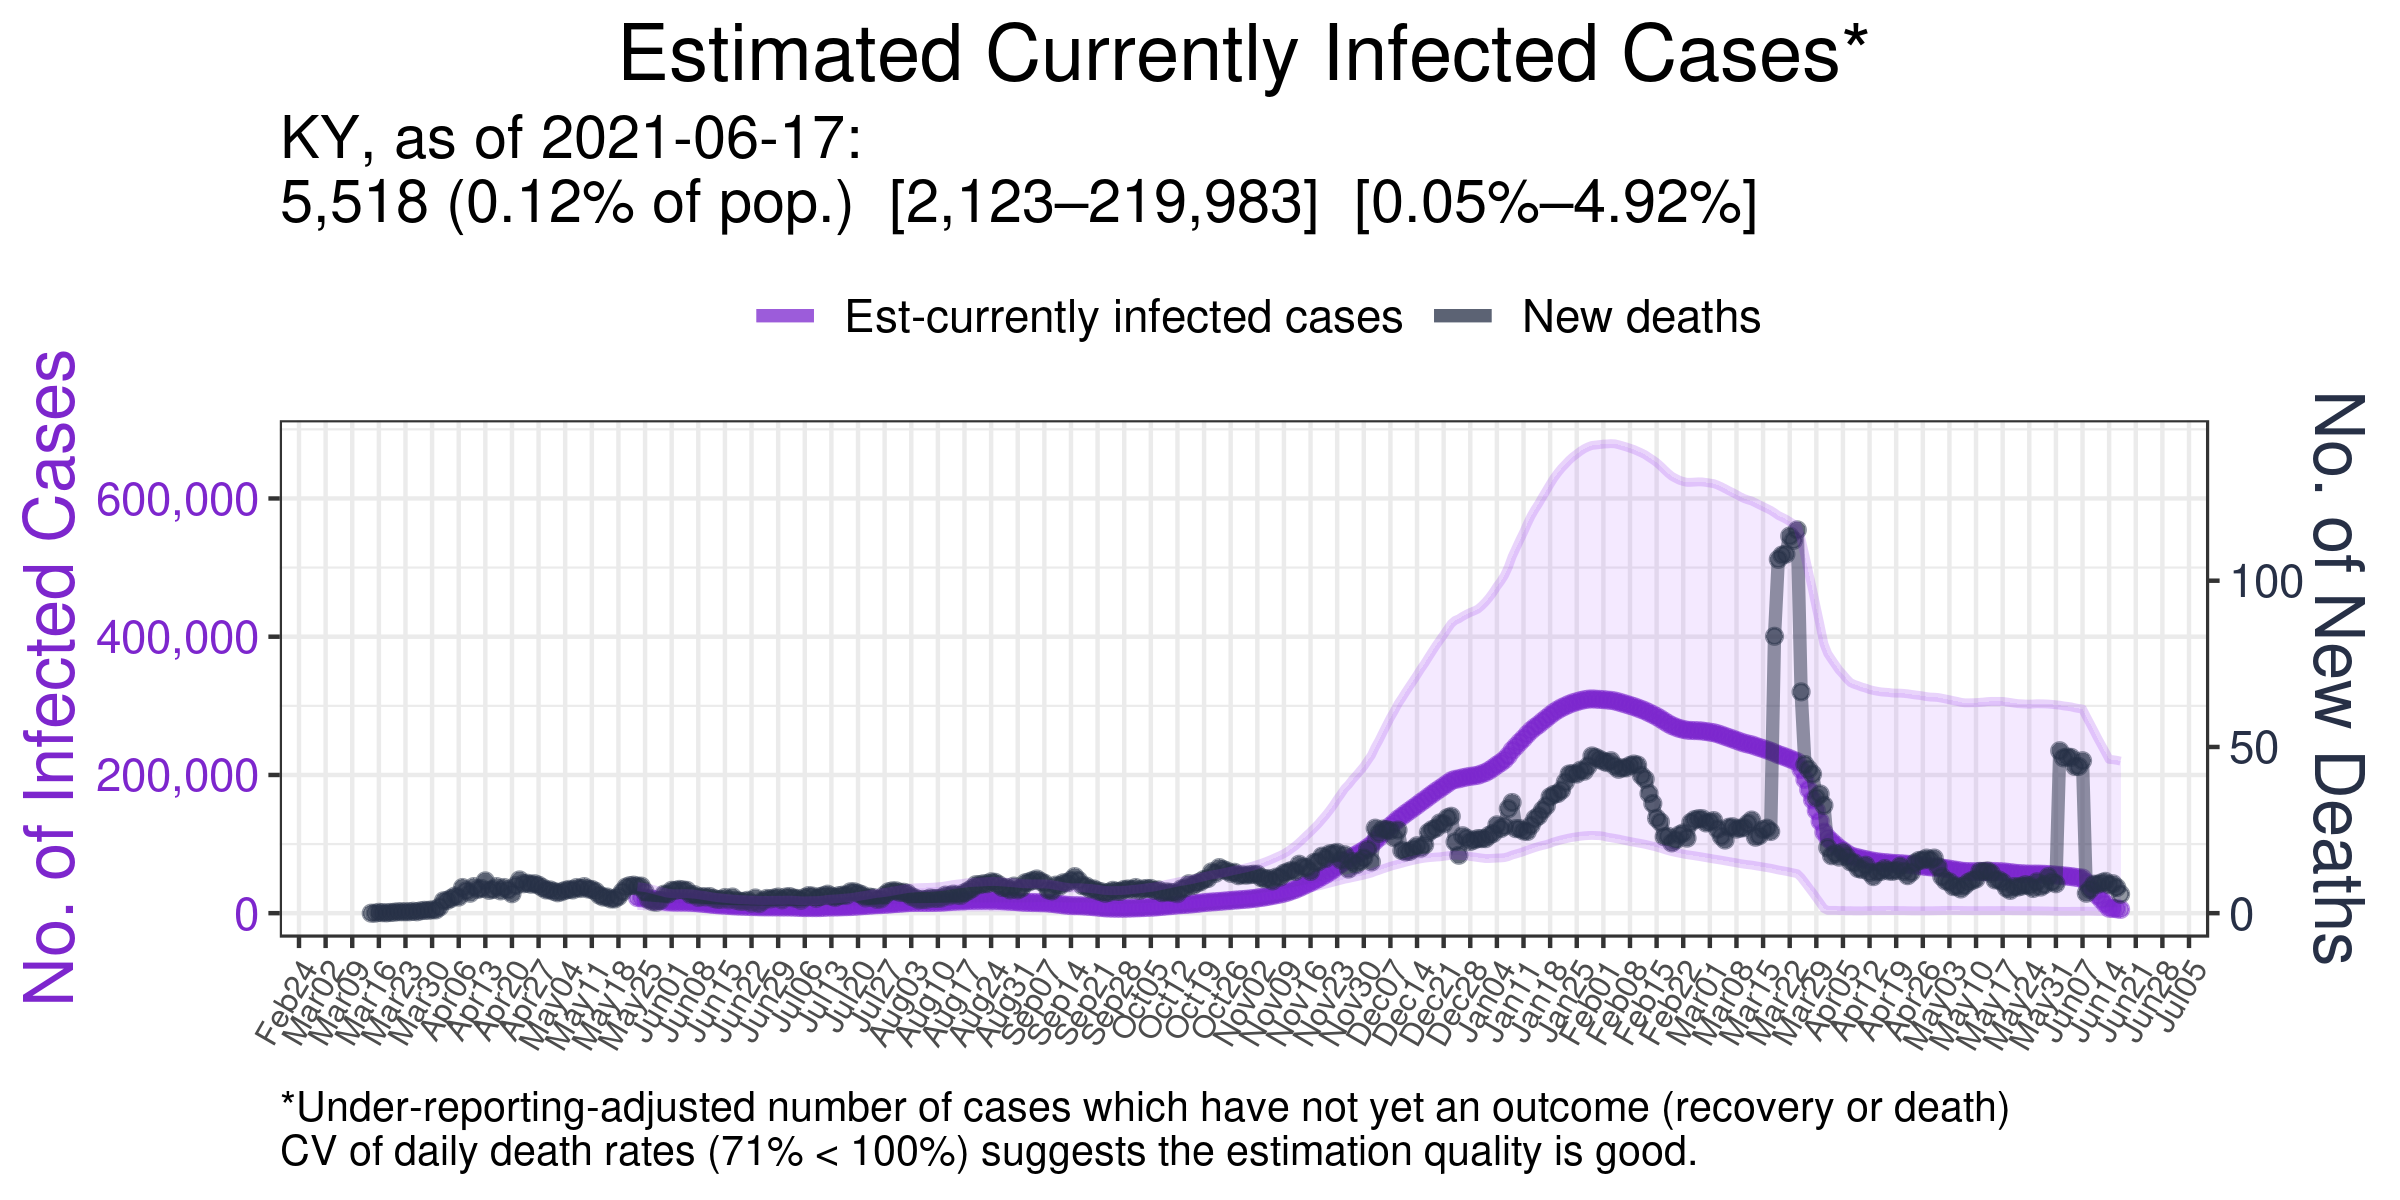 Estimated Currently Infected Cases*
KY, as of 2021-06-17:
5,518 (0.12% of pop.)  [2,123–219,983]  [0.05%–4.92%]
Est-currently infected cases
New deaths
No. of Infected Cases
600,000
400,000
200,000
0
No. of New Deaths
100
50
0
Feb24
Mar02
Mar09
Mar16
Mar23
Mar30
Apr06
Apr13
Apr20
Apr27
May04
May11
May18
May25
Jun01
Jun08
Jun15
Jun22
Jun29
Jul06
Jul13
Jul20
Jul27
Aug03
Aug10
Aug17
Aug24
Aug31
Sep07
Sep14
Sep21
Sep28
Oct05
Oct12
Oct19
Oct26
Nov02
Nov09
Nov16
Nov23
Nov30
Dec07
Dec14
Dec21
Dec28
Jan04
Jan11
Jan18
Jan25
Feb01
Feb08
Feb15
Feb22
Mar01
Mar08
Mar15
Mar22
Mar29
Apr05
Apr12
Apr19
Apr26
May03
May10
May17
May24
May31
Jun07
Jun14
Jun21
Jun28
Jul05
*Under-reporting-adjusted number of cases which have not yet an outcome (recovery or death)
CV of daily death rates (71% < 100%) suggests the estimation quality is good.